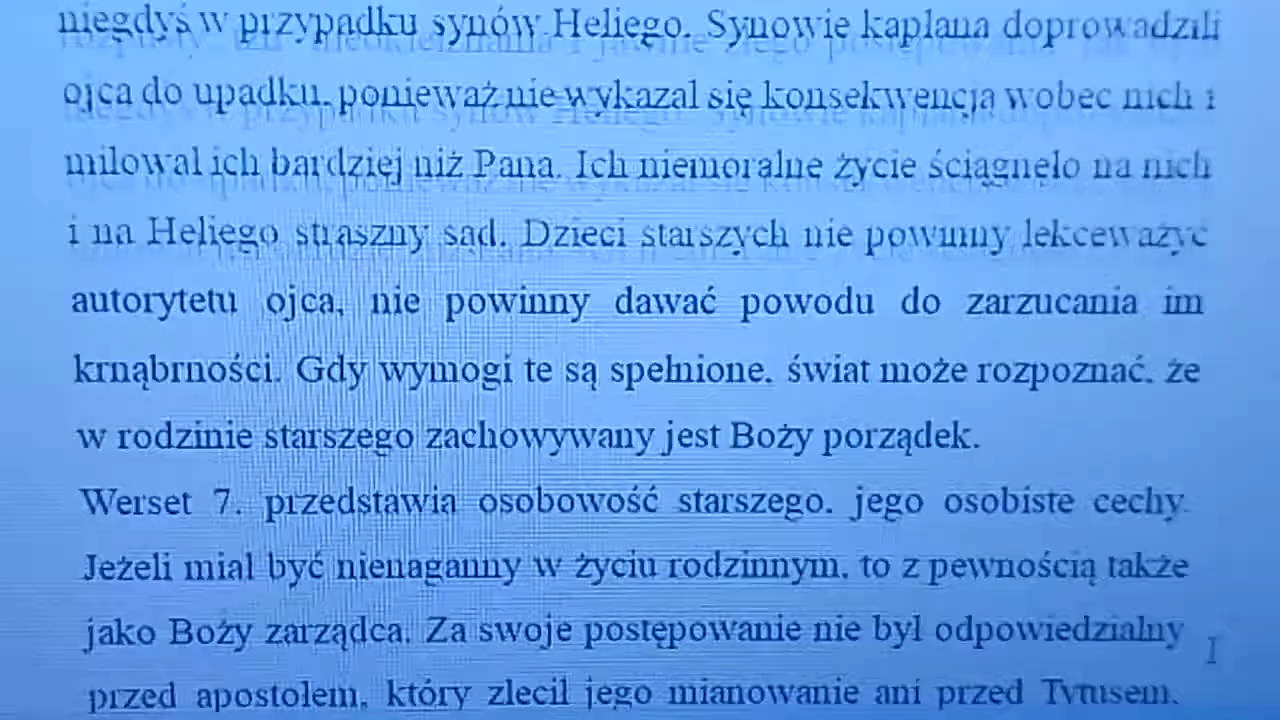 niegdyś w przypadku synów Heliego. Synowie kapłana doprowadzili
ojca do upadku, ponieważ nie wykazał się konsekwencją wobec nich i
miłował ich bardziej niż Pana. Ich niemoralne życie ściągnęło na nich
i na Heliego straszny sąd. Dzieci starszych nie powinny lekceważyć
autorytetu ojca, nie powinny dawać powodu do zarzucania im
krnąbrności. Gdy wymogi te są spełnione, świat może rozpoznać, że
w rodzinie starszego zachowywany jest Boży porządek.
Werset 7. przedstawia osobowość starszego, jego osobiste cechy.
Jeżeli miał być nienaganny w życiu rodzinnym, to z pewnością także
jako Boży zarządca. Za swoje postępowanie nie był odpowiedzialny
przed apostołem, który zlecił jego mianowanie ani przed Tytusem,